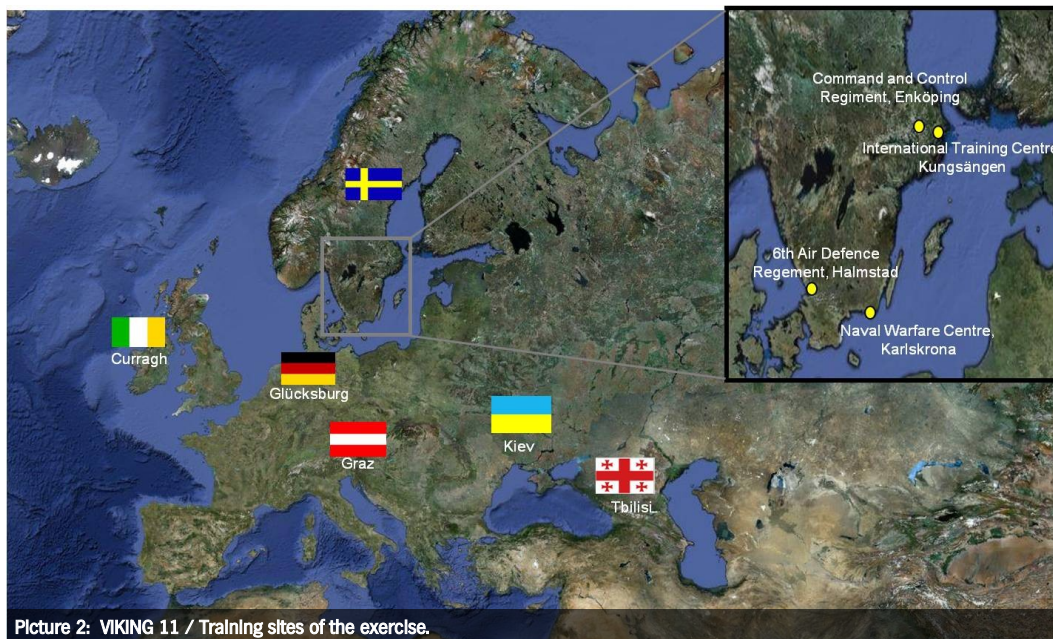 Command and Control
Regiment, Enköping
International Training Centre
Kungsängen
6th Air Defence
Regement, Halmstad
Naval Warfare Centre,
Karlskrona
Curragh
Glücksburg
Graz
Kiev
Tbilisi
Picture 2: VIKING 11 / Training sites of the exercise.